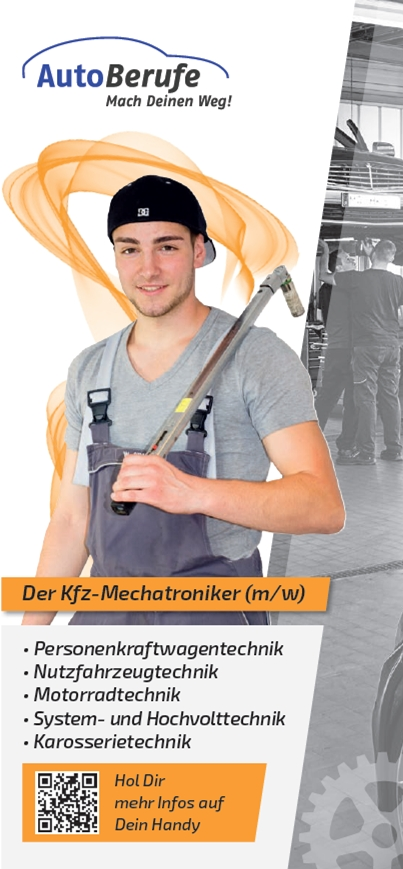 AutoBerufe
Mach Deinen Weg!
DC
Der Kfz-Mechatroniker (m/w)
• Personenkraftwagentechnik
• Nutzfahrzeugtechnik
• Motorradtechnik
• System- und Hochvolttechnik
• Karosserietechnik
Hol Dir
mehr Infos auf
Dein Handy